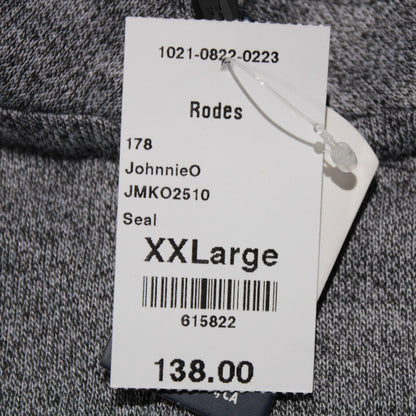 1021-0822-0223
Rodes
178
JohnnieO
JMKO2510
Seal
XXLarge
615822
138.00